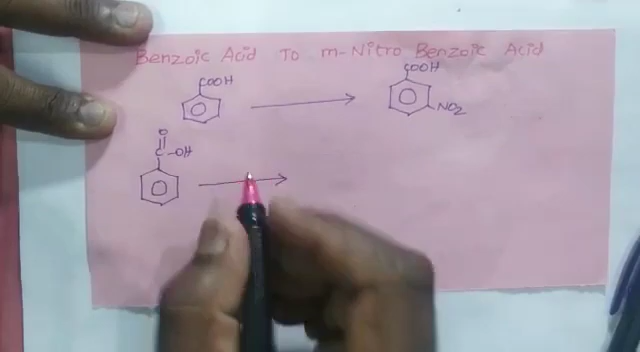 Benzoic Acid To m-Nitro Benzoic Acid
COOH COOH
NO2
O
C-OH